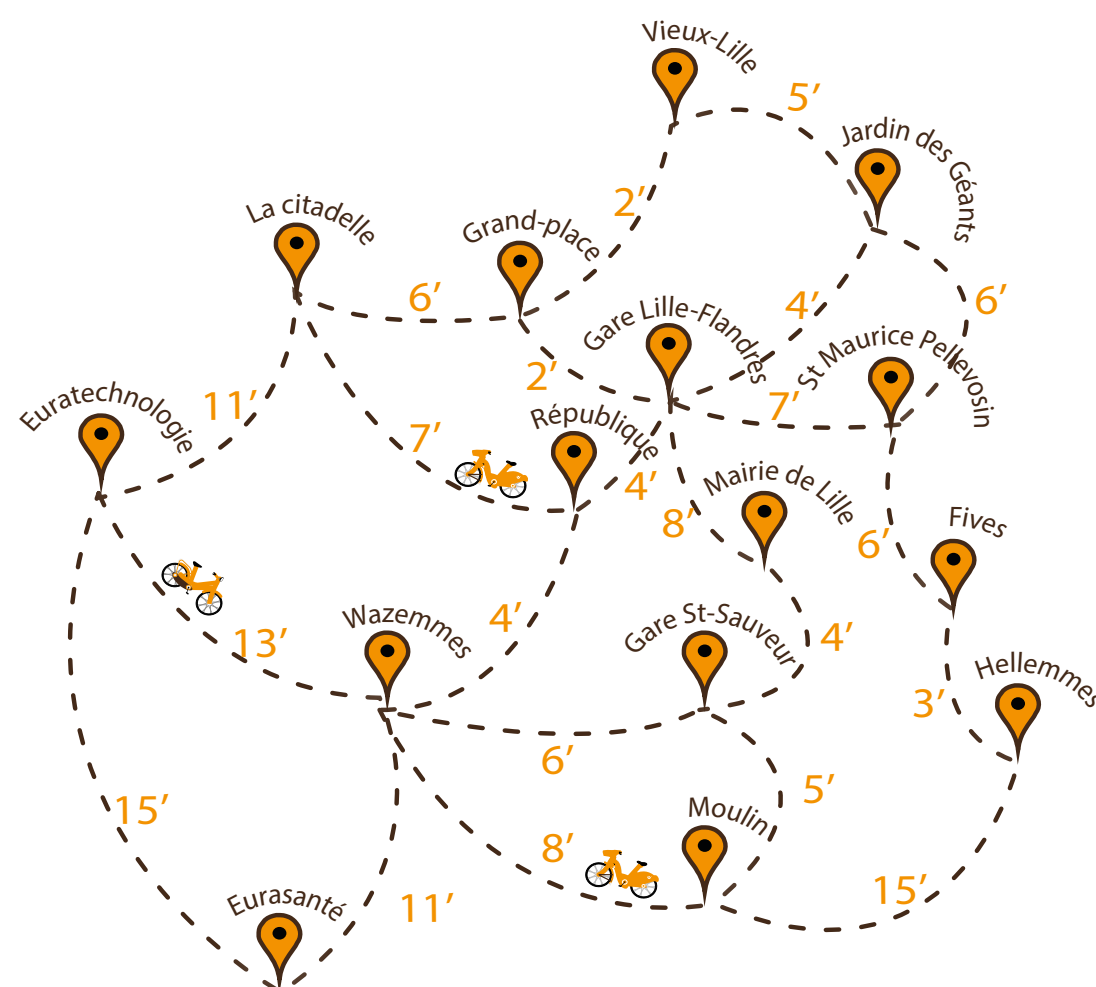 Vieux-Lille
5’
Jardin des Géants
2’
La citadelle
Grand-place
6’
4’
6’
Gare Lille-Flandres
2’
7’
St Maurice Pellevosin
Euratechnologie
11’
7’
République
4’
Mairie de Lille
8’
6’
Fives
Wazemmes
4’
Gare St-Sauveur
4’
13’
Hellemmes
3’
6’
5’
15’
Moulin
8’
15’
Eurasanté
11’